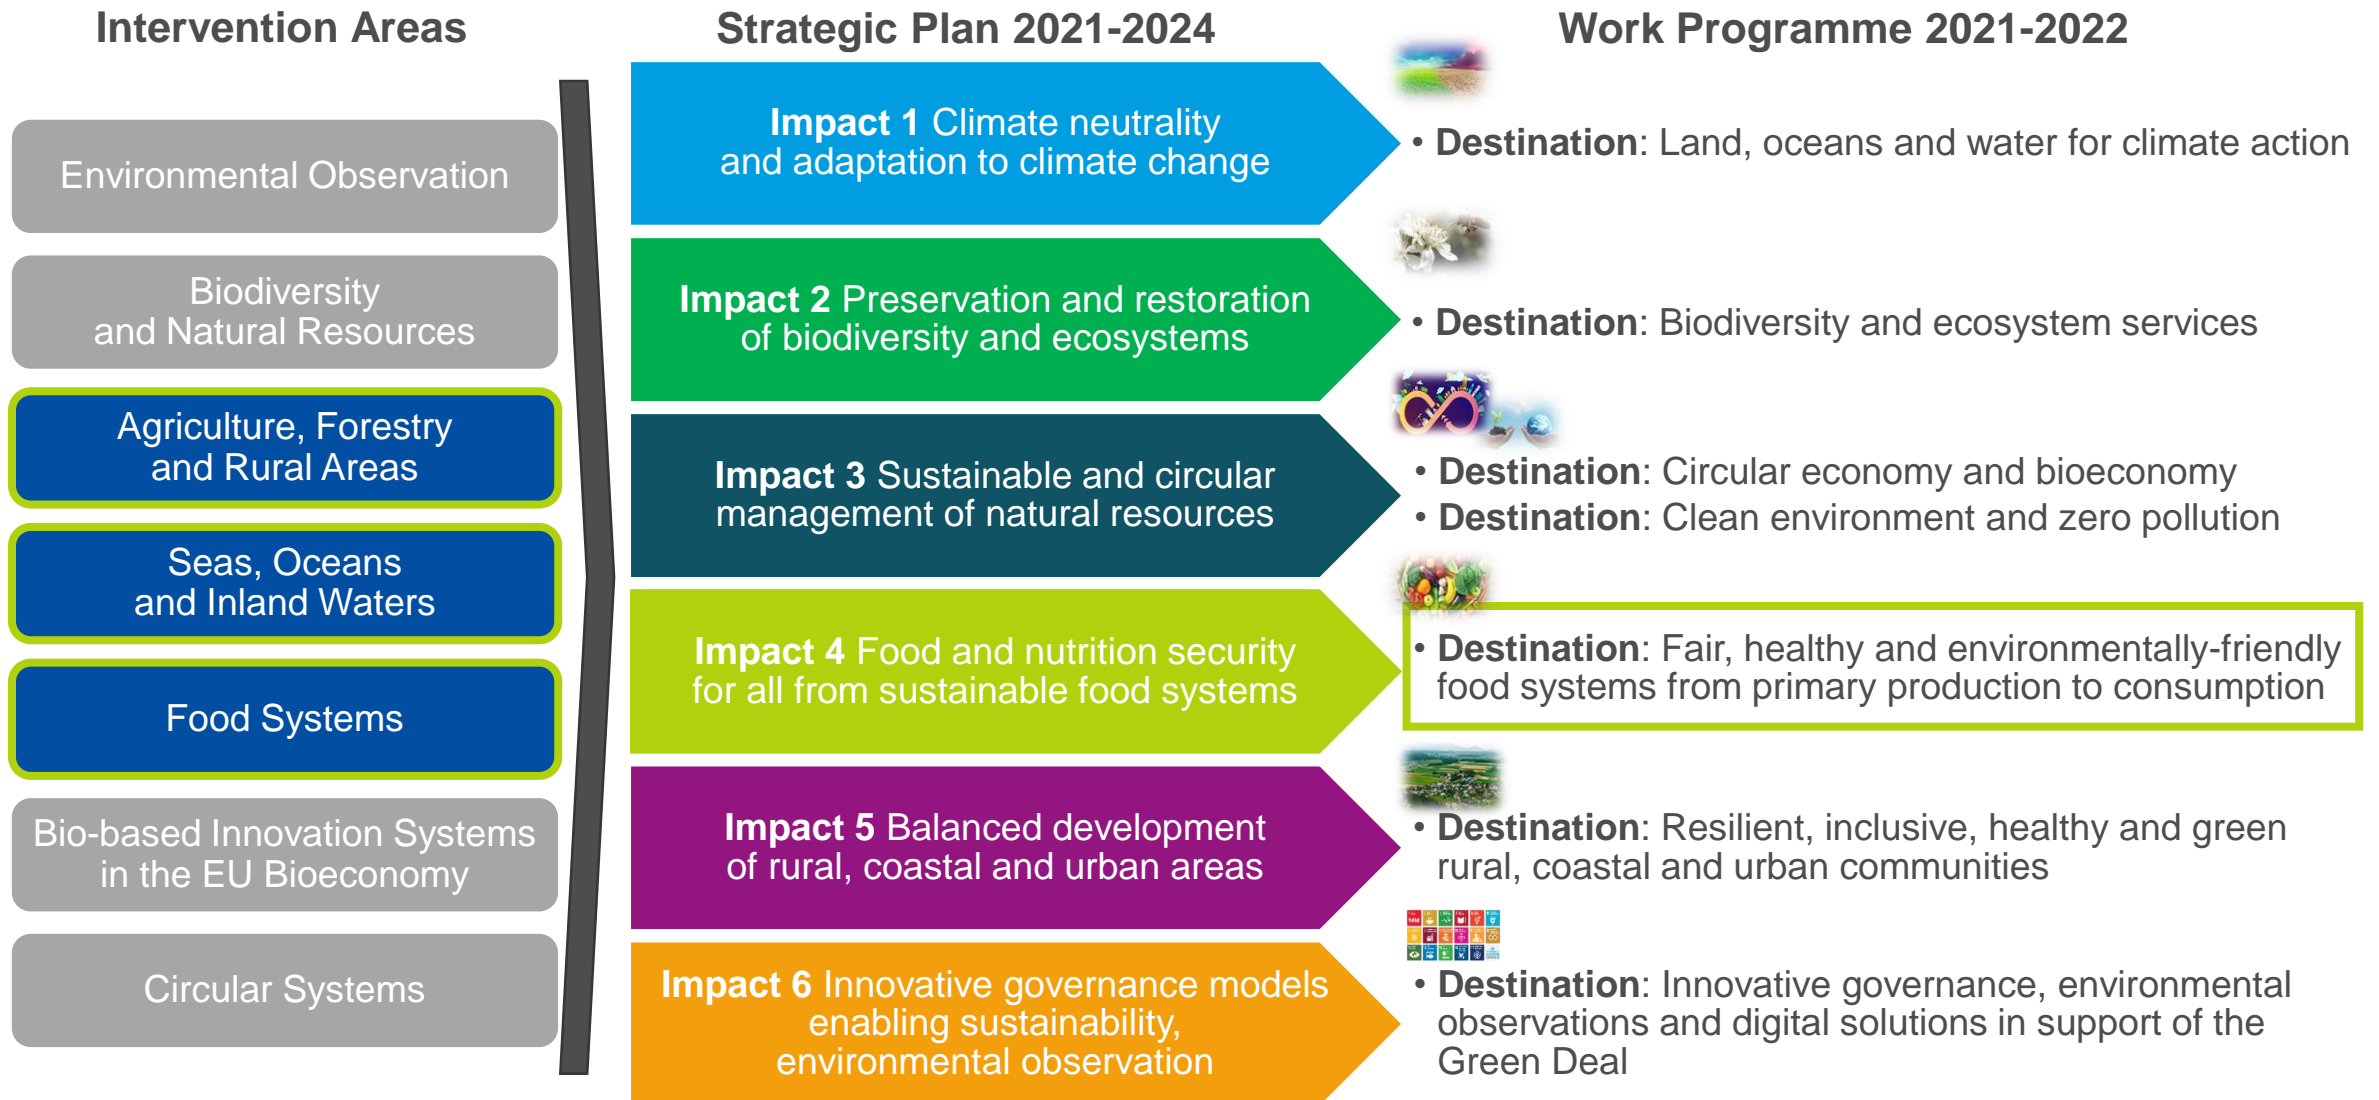 Intervention Areas
Environmental Observation
Biodiversity
and Natural Resources
Agriculture, Forestry
and Rural Areas
Seas, Oceans
and Inland Waters
Food Systems
Bio-based Innovation Systems
in the EU Bioeconomy
Circular Systems
Strategic Plan 2021-2024
Impact 1 Climate neutrality
and adaptation to climate change
Impact 2 Preservation and restoration
of biodiversity and ecosystems
Impact 3 Sustainable and circular
management of natural resources
Impact 4 Food and nutrition security
for all from sustainable food systems
Impact 5 Balanced development
of rural, coastal and urban areas
Impact 6 Innovative governance models
enabling sustainability,
environmental observation
Work Programme 2021-2022
• Destination: Land, oceans and water for climate action
• Destination: Biodiversity and ecosystem services
• Destination: Circular economy and bioeconomy
• Destination: Clean environment and zero pollution
• Destination: Fair, healthy and environmentally-friendly
food systems from primary production to consumption
• Destination: Resilient, inclusive, healthy and green
rural, coastal and urban communities
• Destination: Innovative governance, environmental
observations and digital solutions in support of the
Green Deal